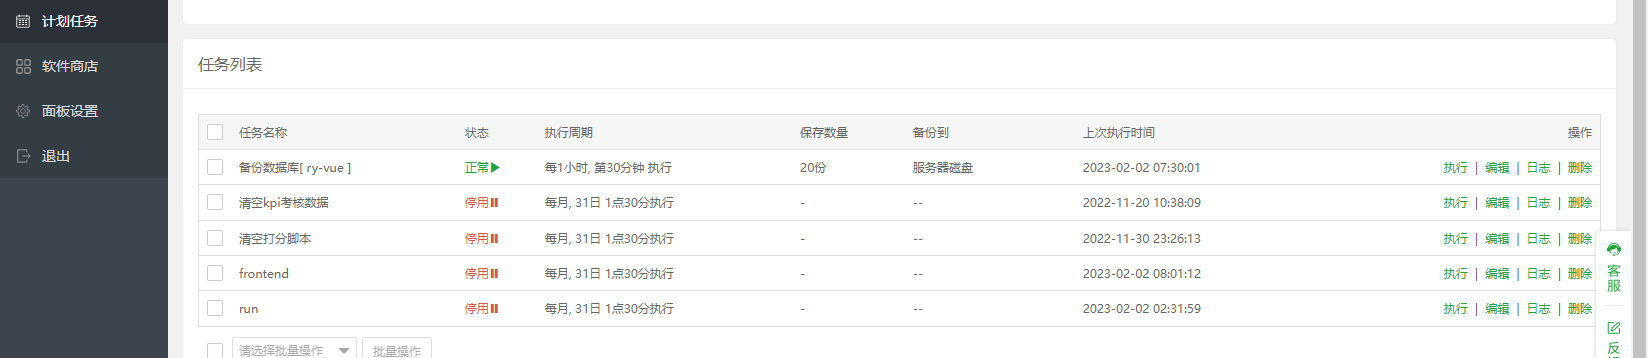 计划任务
软件商店
面板设置
退出
任务列表
任务名称 状态 执行周期 保存数量 备份到 上次执行时间 操作
备份数据库[ ry-vue ] 正常 每1小时, 第30分钟 执行 20份 服务器磁盘 2023-02-02 07:30:01 执行 | 编辑 | 日志 | 删除
清空kpi考核数据 停用 每月, 31日 1点30分执行 - -- 2022-11-20 10:38:09 执行 | 编辑 | 日志 | 删除
清空打分脚本 停用 每月, 31日 1点30分执行 - -- 2022-11-30 23:26:13 执行 | 编辑 | 日志 | 删除
frontend 停用 每月, 31日 1点30分执行 - -- 2023-02-02 08:01:12 执行 | 编辑 | 日志 | 删除
run 停用 每月, 31日 1点30分执行 - -- 2023-02-02 02:31:59 执行 | 编辑 | 日志 | 删除
请选择批量操作 批量操作
客服
反